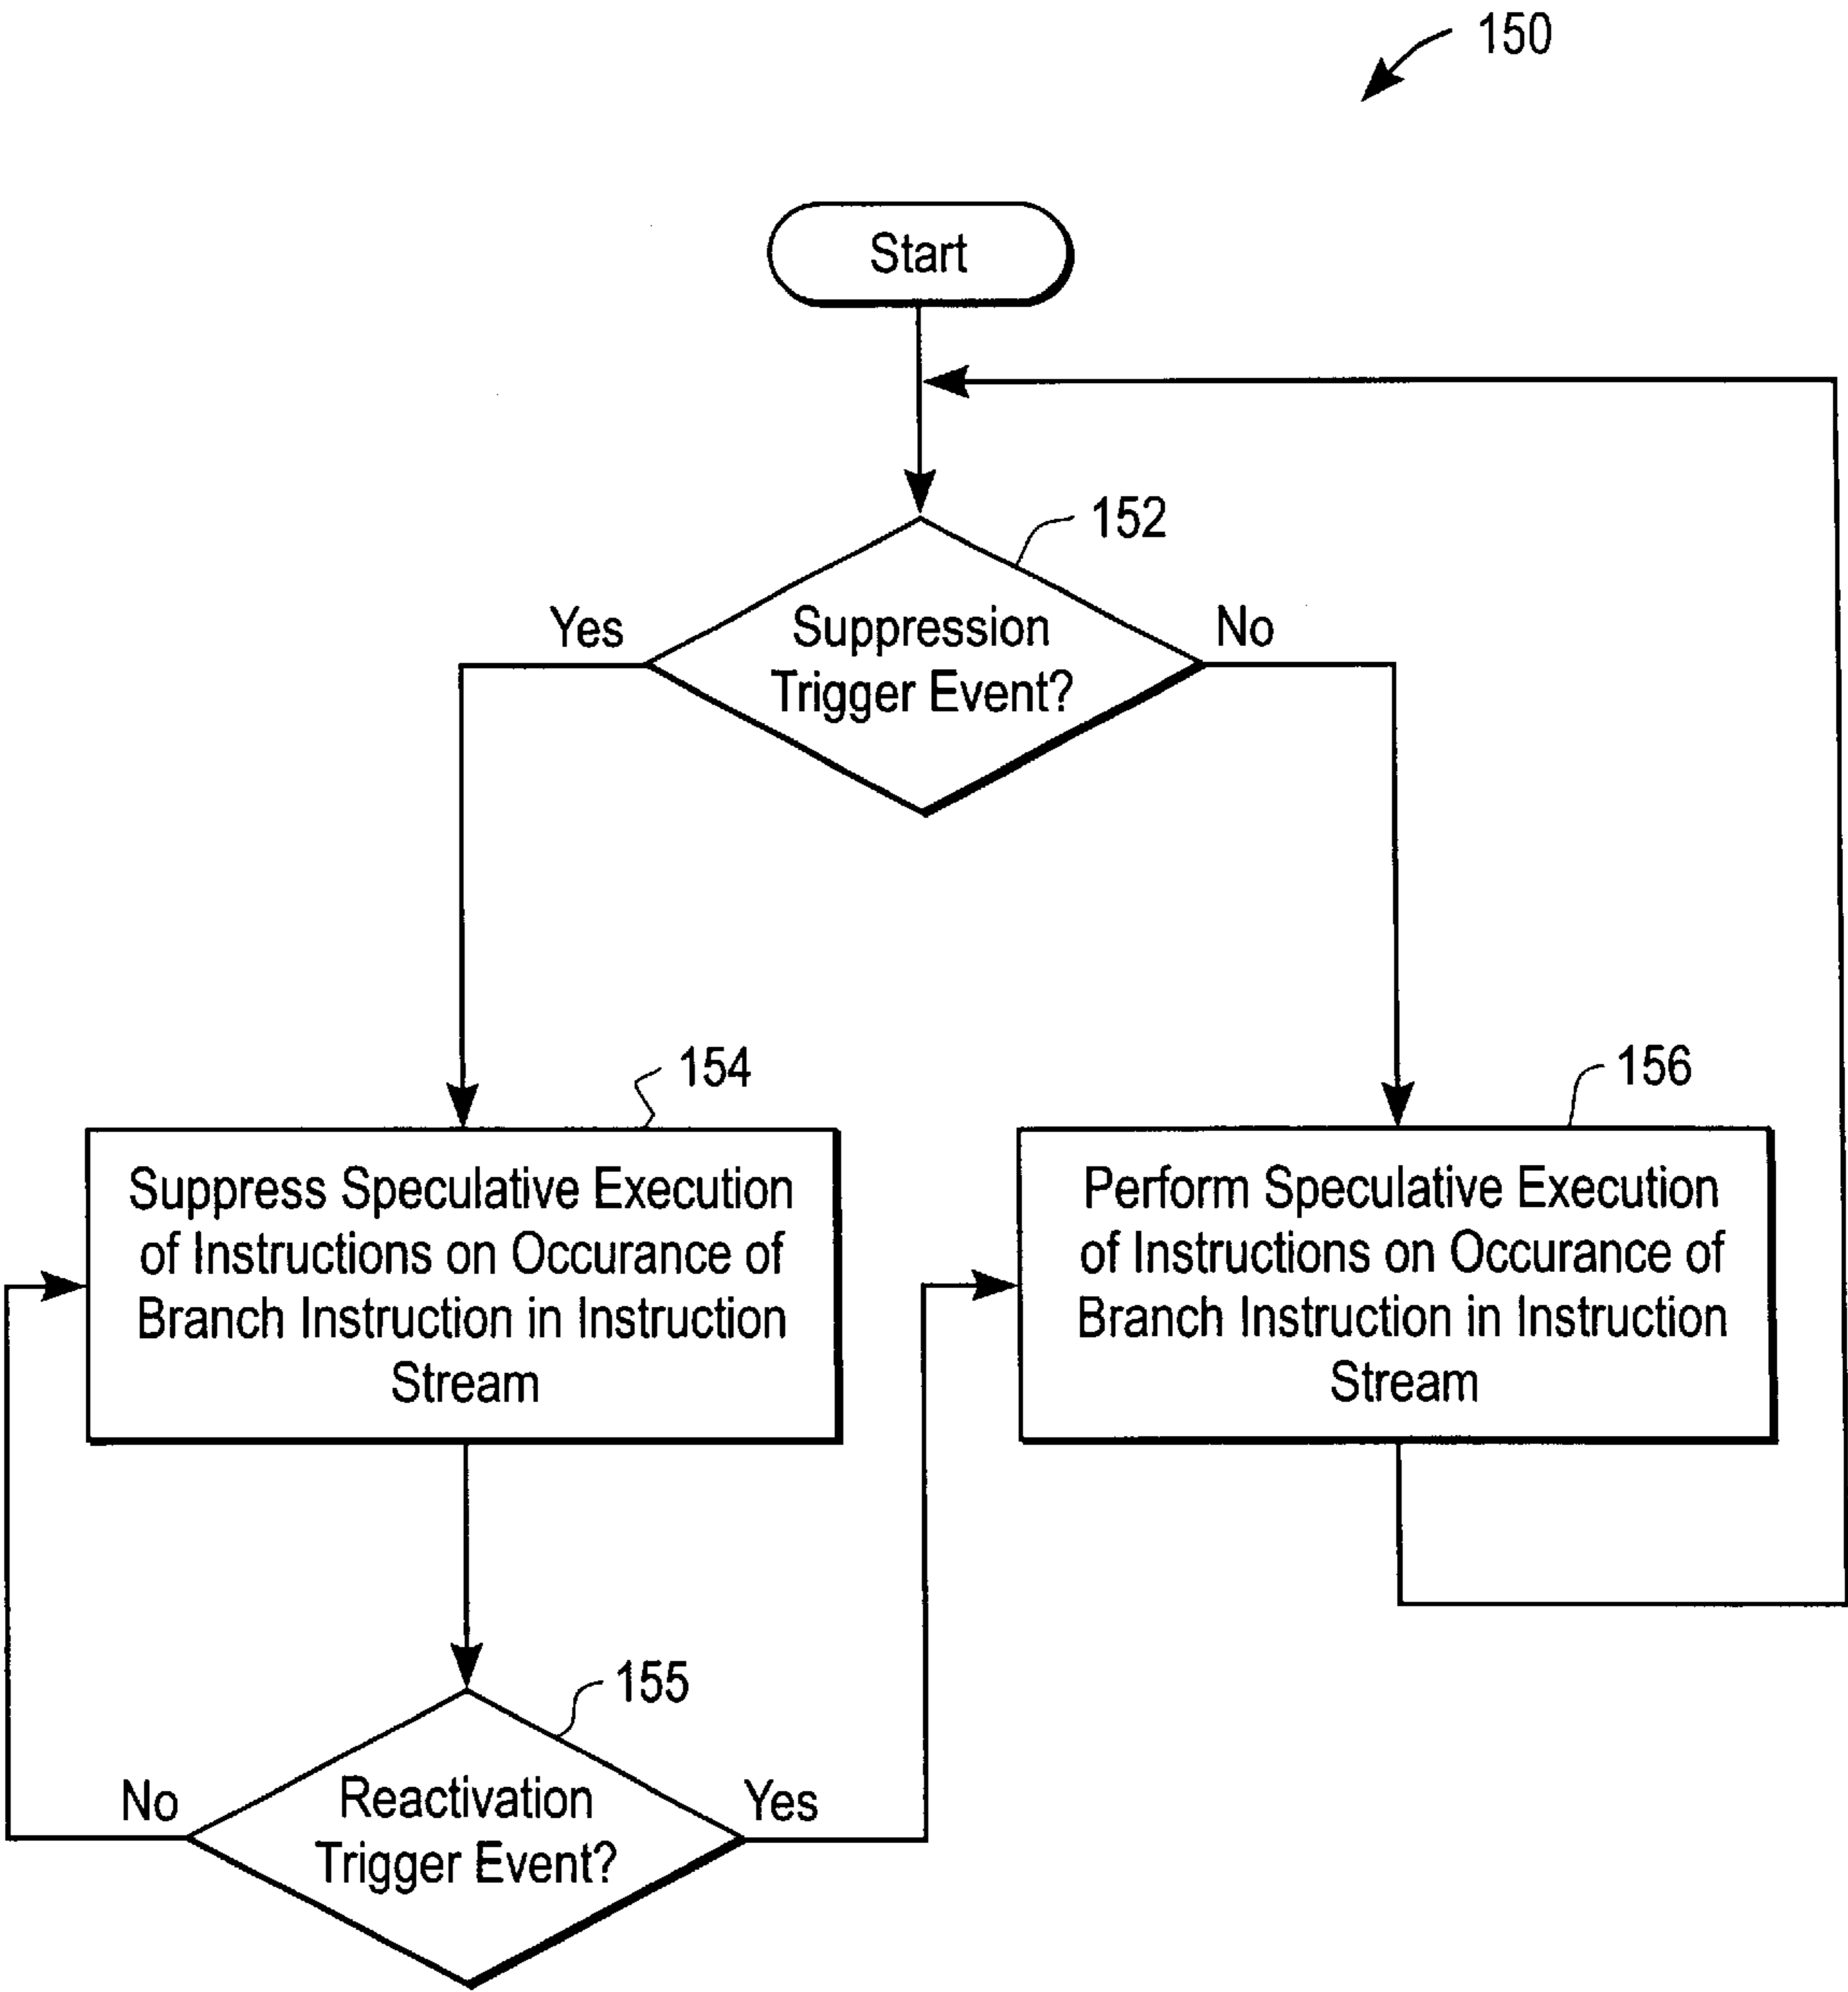 150
Start
152
Yes
Suppression
Trigger Event?
No
154
Suppress Speculative Execution
of Instructions on Occurance of
Branch Instruction in Instruction
Stream
156
Perform Speculative Execution
of Instructions on Occurance of
Branch Instruction in Instruction
Stream
155
No
Reactivation
Trigger Event?
Yes